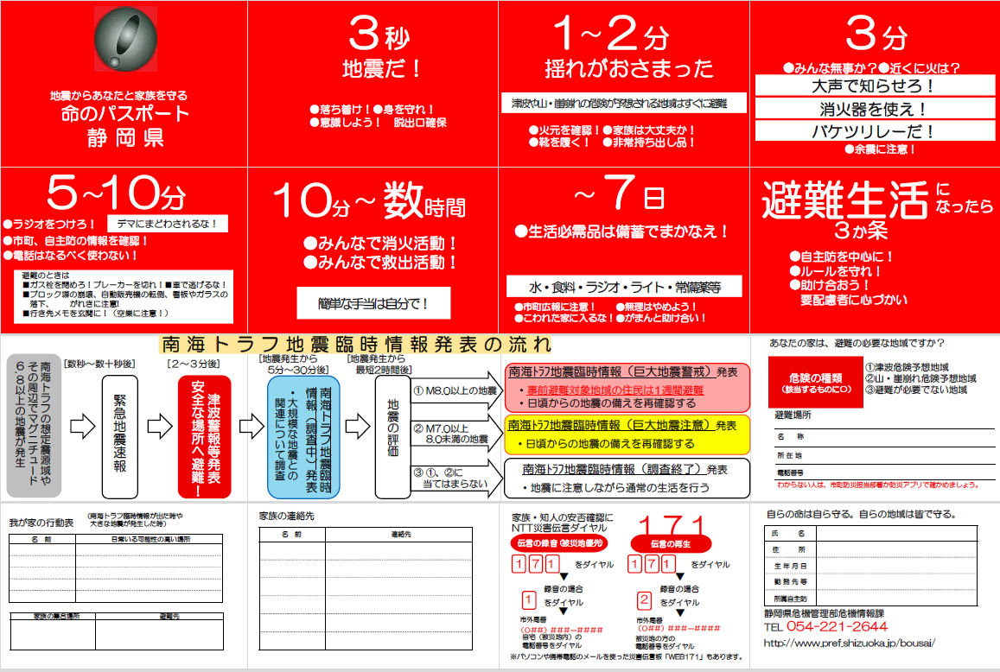 地震からあなたと家族を守る
命のパスポート
静岡県
3秒
地震だ！
●落ち着け！●身を守れ！
●意識しよう！　脱出口確保
1～2分
揺れがおさまった
津波や山・崖崩れの危険が予想される地域はすぐに避難
●火元を確認！●家族は大丈夫か！
●靴を履く！　●非常持ち出し品！
3分
●みんな無事か？●近くに火は？
大声で知らせろ！
消火器を使え！
バケツリレーだ！
●余震に注意！
5～10分
●ラジオをつけろ！　デマにまどわされるな！
●市町、自主防の情報を確認！
●電話はなるべく使わない！
避難のときは
■ガス栓を閉めろ！ブレーカーを切れ！■車で逃げるな！
■ブロック塀の崩壊、自動販売機の転倒、看板やガラスの
落下、　がれきに注意!
■行き先メモを玄関に！（空巣に注意！）
10分～数時間
●みんなで消火活動！
●みんなで救出活動！
簡単な手当は自分で！
～7日
●生活必需品は備蓄でまかなえ！
水・食料・ラジオ・ライト・常備薬等
●市町広報に注意！　●無理はやめよう！
●こわれた家に入るな！●がまんと助け合い！
避難生活になったら
3か条
●自主防を中心に！
●ルールを守れ！
●助け合おう！
要配慮者に心づかい
南海トラフ地震臨時情報発表の流れ
南海トラフの想定震源域や
その周辺でマグニチュード
6.8以上の地震が発生
[数秒～数十秒後]
緊急地震速報
[2～3分後]
津波警報等発表
安全な場所へ避難！
[地震発生から
5分～30分後]
南海トラフ地震臨時
情報（調査中）発表
・大規模な地震との
関連について調査
[地震発生から
最短2時間後]
地震の評価
① M8.0以上の地震
② M7.0以上
8.0未満の地震
③ ①、②に
当てはまらない
南海トラフ地震臨時情報（巨大地震警戒）発表
・事前避難対象地域の住民は1週間避難
・日頃からの地震の備えを再確認する
南海トラフ地震臨時情報（巨大地震注意）発表
・日頃からの地震の備えを再確認する
南海トラフ地震臨時情報（調査終了）発表
・地震に注意しながら通常の生活を行う
あなたの家は、避難の必要な地域ですか？
危険の種類
（該当するものに○）
①津波危険予想地域
②山・崖崩れ危険予想地域
③避難が必要でない地域
避難場所
名　称
所在地
電話番号
わからない人は、市町防災担当部署か防災アプリで確かめましょう。
我が家の行動表
（南海トラフ臨時情報が出た時や
大きな地震が発生した時）
名　前　日常いる可能性の高い場所
家族の集合場所　避難先
家族の連絡先
名　前　連絡先
家族・知人の安否確認に
NTT災害伝言ダイヤル
171
伝言の録音（被災地優先）
171 をダイヤル
録音の場合
1 をダイヤル
市外局番
（0##）###－####
自宅（被災地内）の
電話番号をダイヤル
伝言の再生
171 をダイヤル
録音の場合
2 をダイヤル
市外局番
（0##）###－####
被災地の方の
電話番号をダイヤル
※パソコンや携帯電話のメールを使った災害伝言板「WEB171」もあります。
自らの命は自ら守る。自らの地域は皆で守る。
氏　名
住　所
生年月日
勤務先等
所属自主防
静岡県危機管理部危機情報課
TEL 054-221-2644
http://www.pref.shizuoka.jp/bousai/